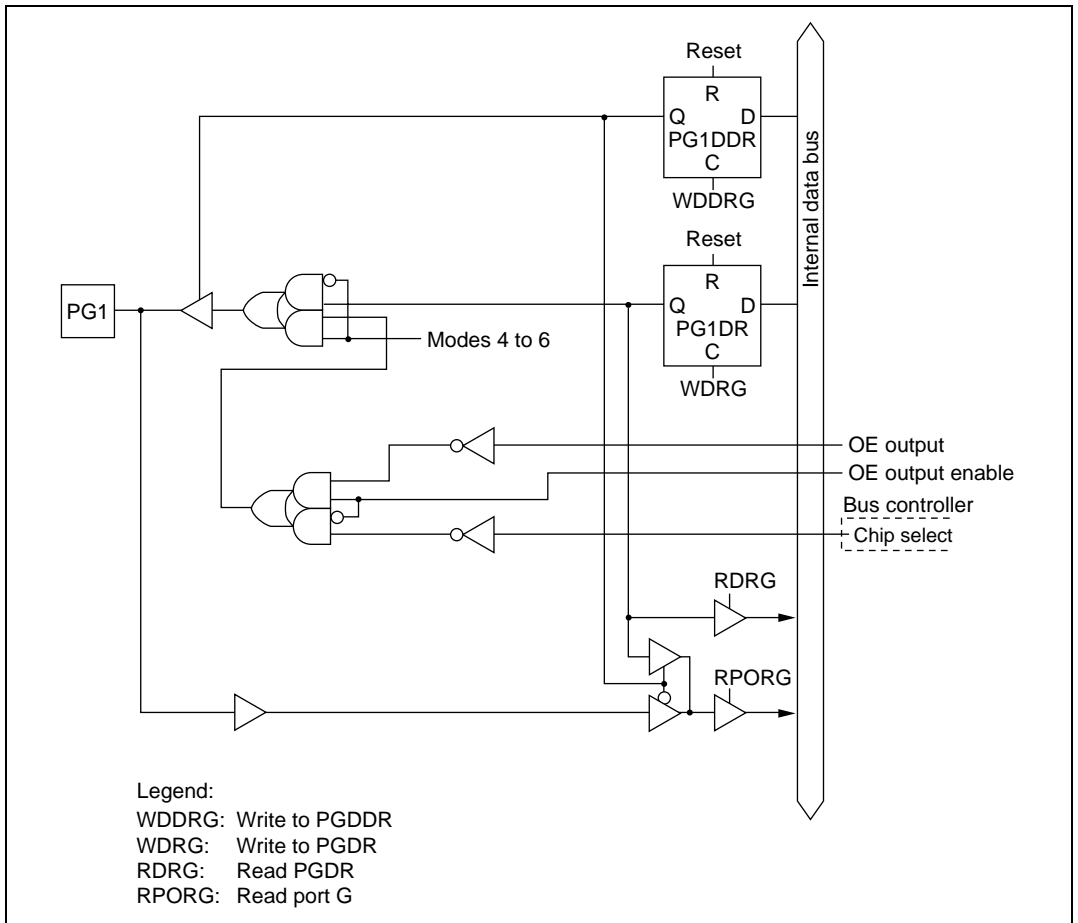 Reset
R
Q D
PG1DDR
C
WDDRG
Internal data bus
Reset
R
Q D
PG1DR
C
WDRG
PG1
Modes 4 to 6
OE output
OE output enable
Bus controller
Chip select
RDRG
RPORG
Legend:
WDDRG: Write to PGDDR
WDRG: Write to PGDR
RDRG: Read PGDR
RPORG: Read port G